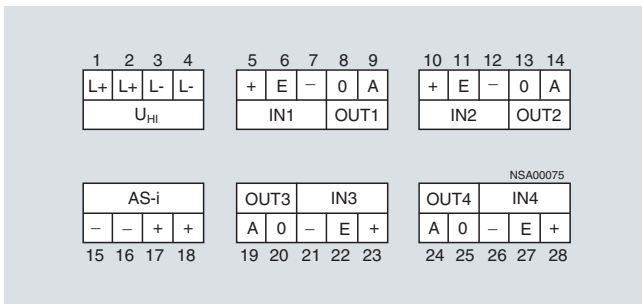 1 2 3 4 5 6 7 8 9 10 11 12 13 14
L+ L+ L- L- + E – 0 A + E – 0 A
U HI IN1 OUT1 IN2 OUT2
NSA00075
AS-i OUT3 IN3 OUT4 IN4
– – + + A 0 – E + A 0 – E +
15 16 17 18 19 20 21 22 23 24 25 26 27 28